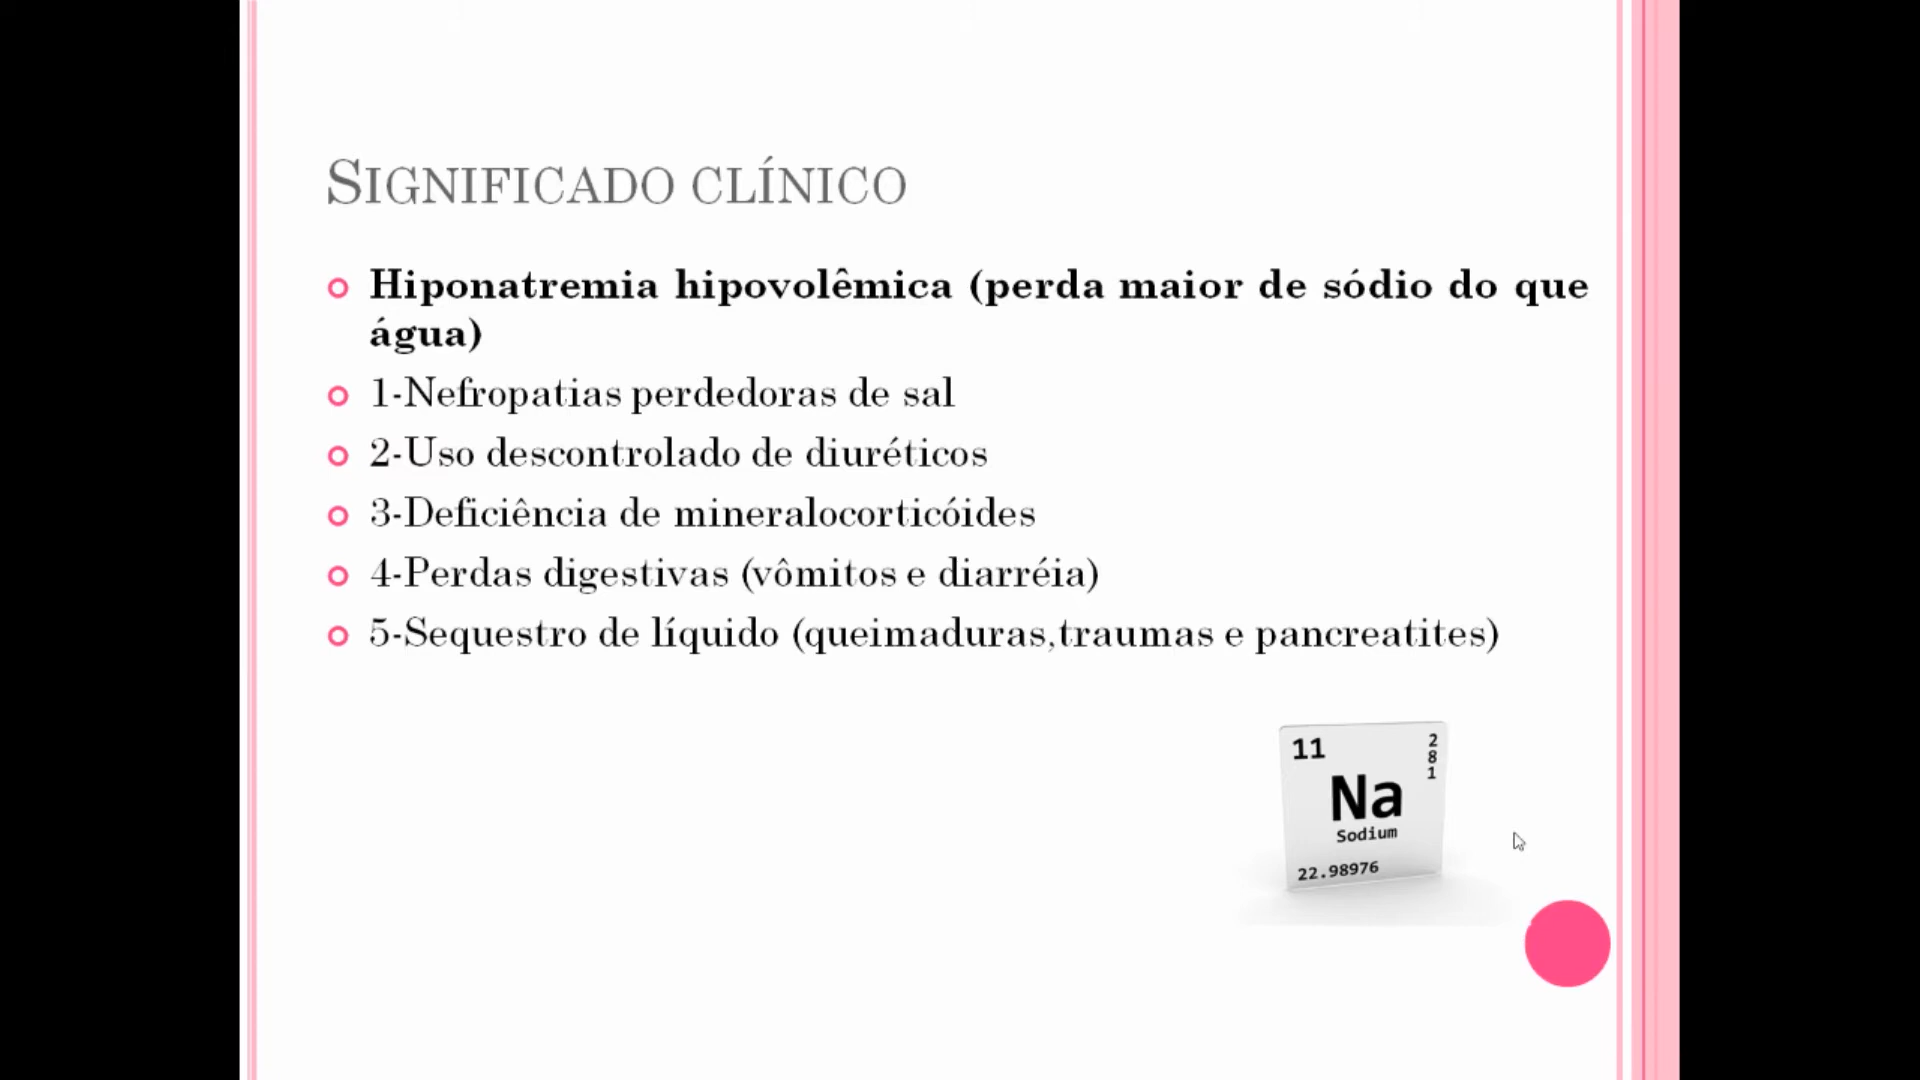 SIGNIFICADO CLÍNICO
Hiponatremia hipovolêmica (perda maior de sódio do que
água)
1-Nefropatias perdedoras de sal
2-Uso descontrolado de diuréticos
3-Deficiência de mineralocorticóides
4-Perdas digestivas (vômitos e diarréia)
5-Sequestro de líquido (queimaduras,traumas e pancreatites)
11
2
8
1
Na
Sodium
22.98976